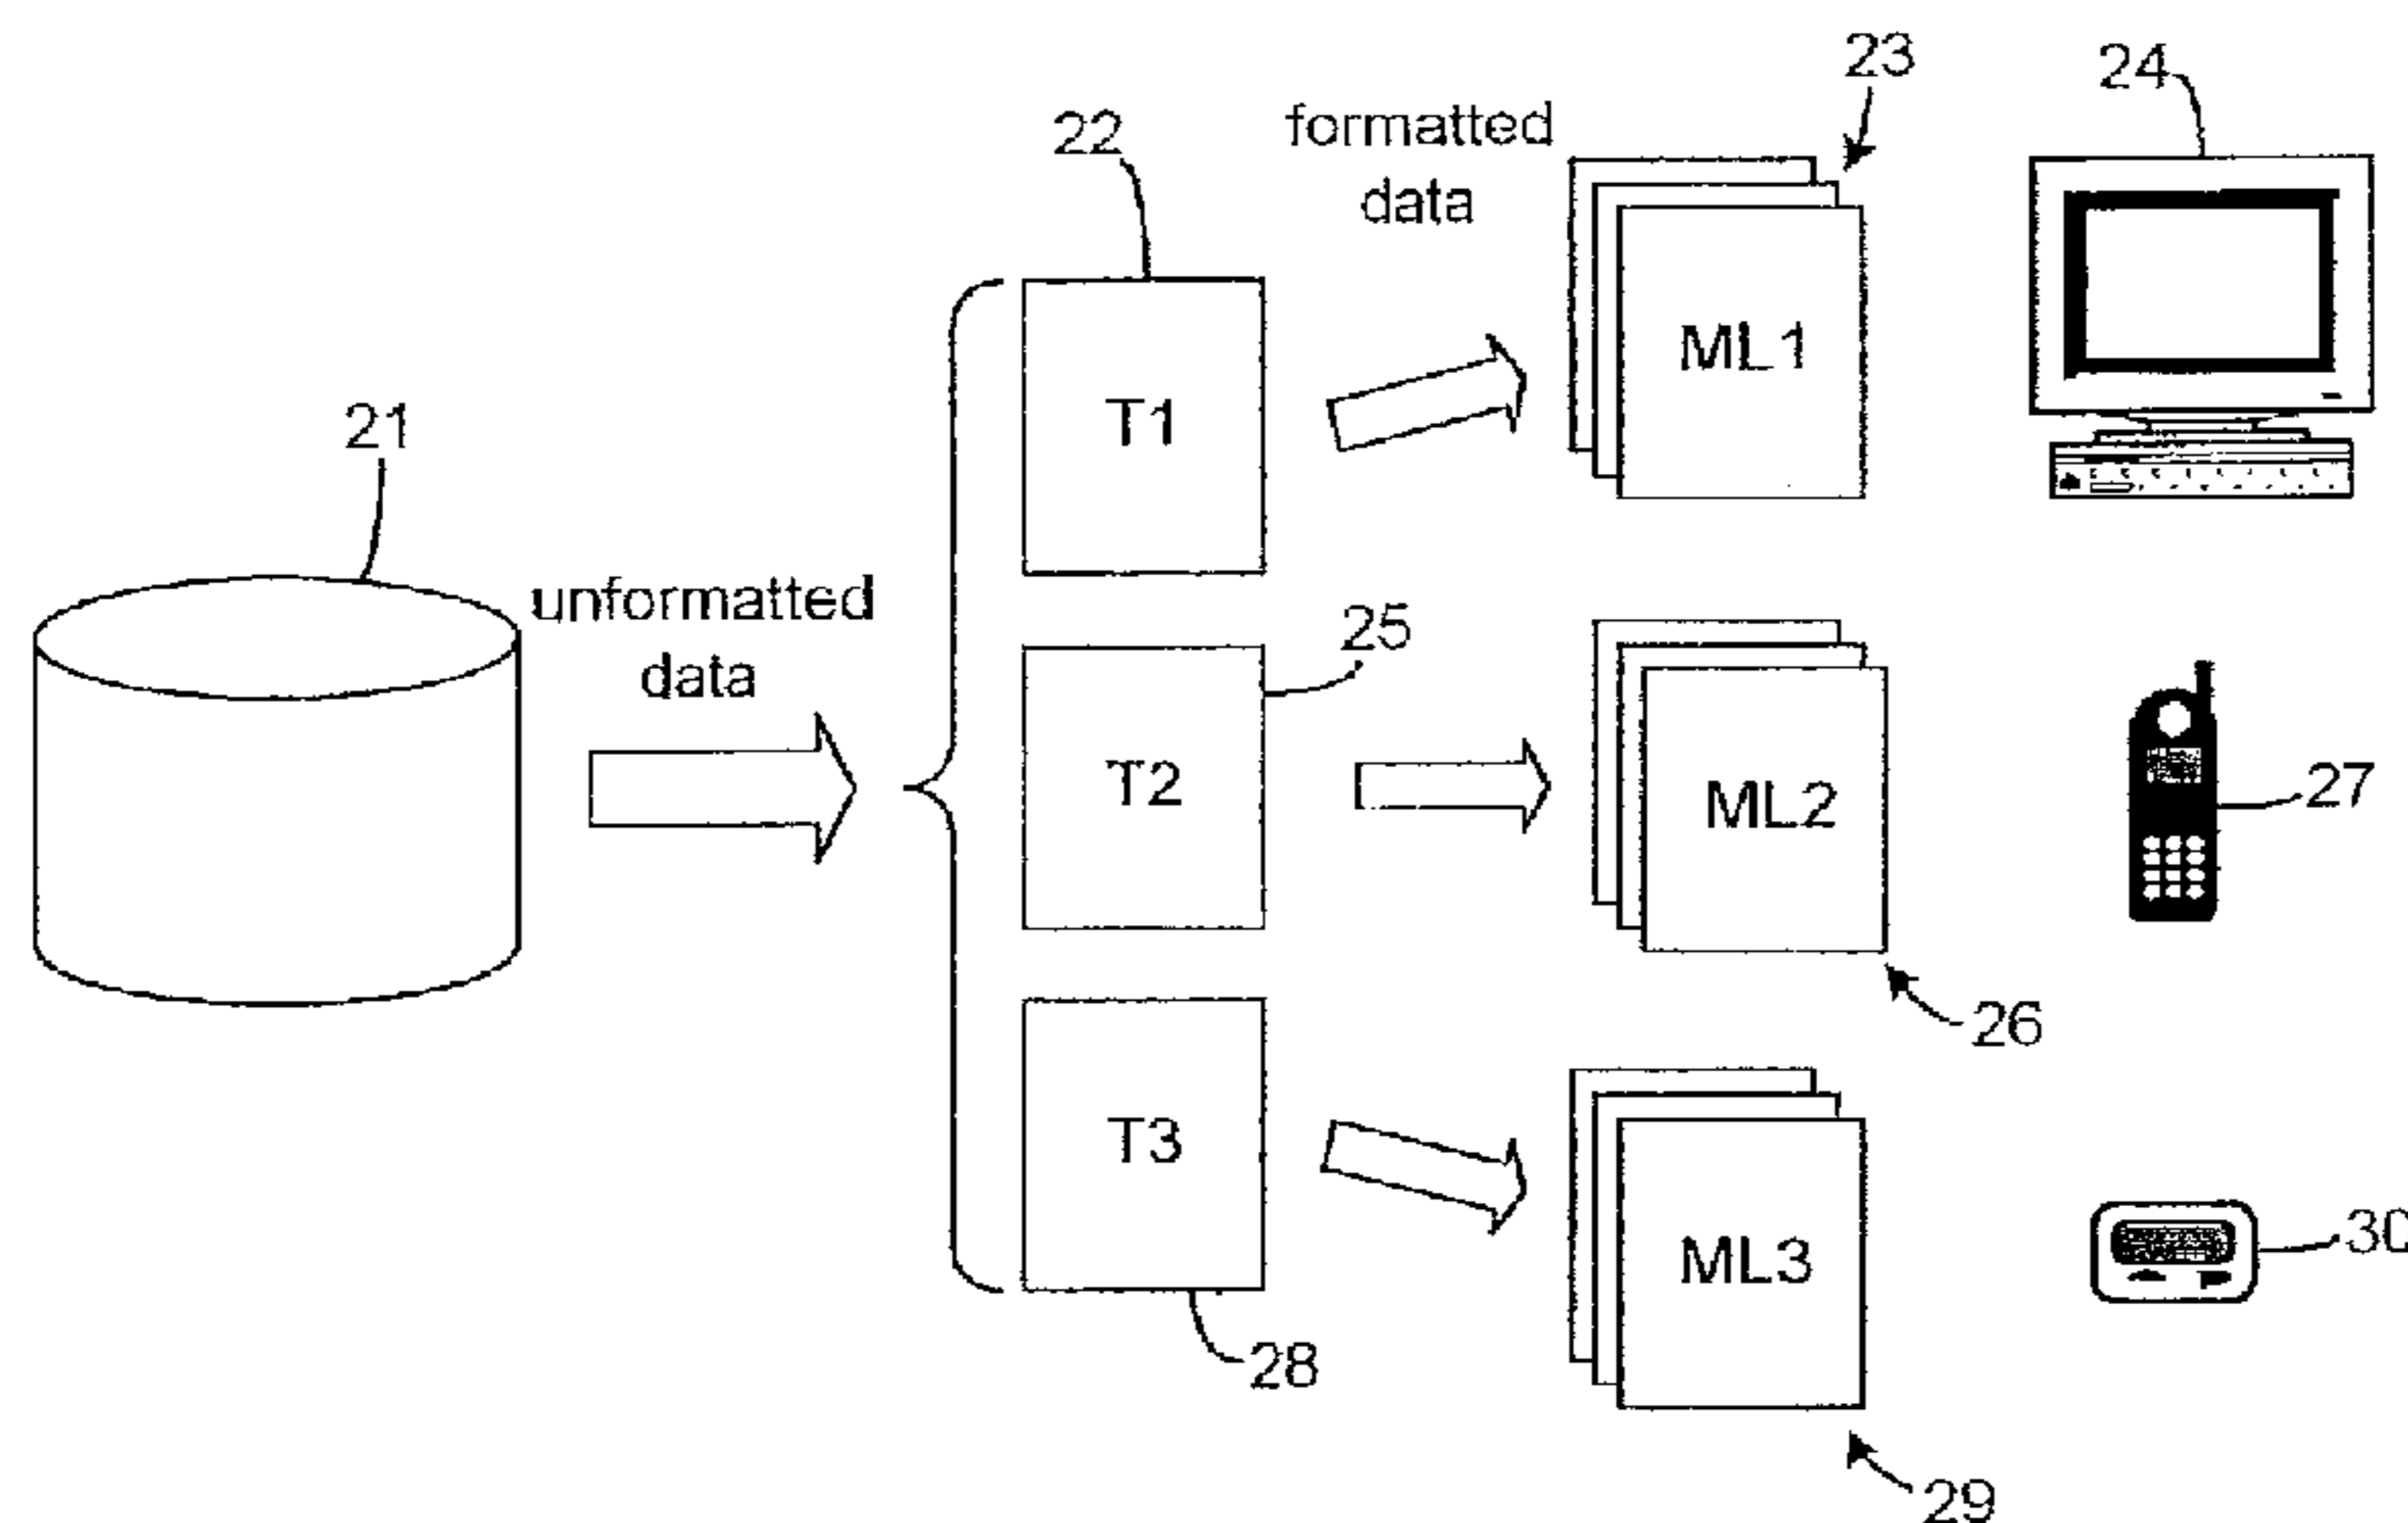 23
24
22
formatted
data
ML1
T1
21
unformatted
data
25
T2
ML2
27
26
T3
ML3
30
28
29